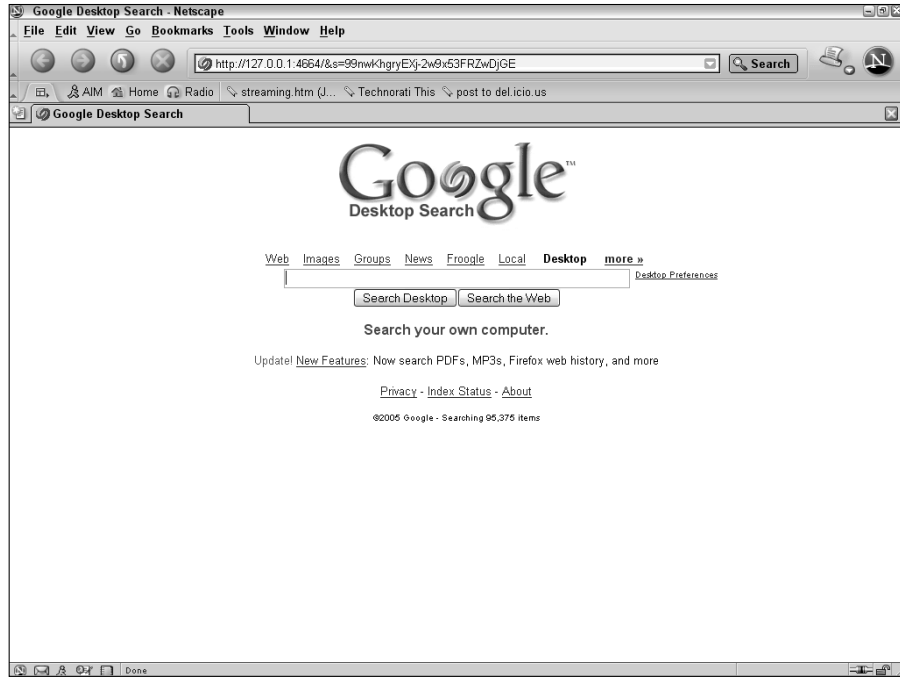 Google Desktop Search - Netscape
File Edit View Go Bookmarks Tools Window Help
http://127.0.0.1:4664/&s=99nwKhgryEXj-2w9x53FRZwDjGE Search N
AIM Home Radio streaming.htm (J... Technorati This post to del.icio.us
Google Desktop Search
Google™
Desktop Search
Web Images Groups News Froogle Local Desktop more »
Desktop Preferences
Search Desktop Search the Web
Search your own computer.
Update! New Features: Now search PDFs, MP3s, Firefox web history, and more
Privacy - Index Status - About
©2005 Google - Searching 95,375 items
Done